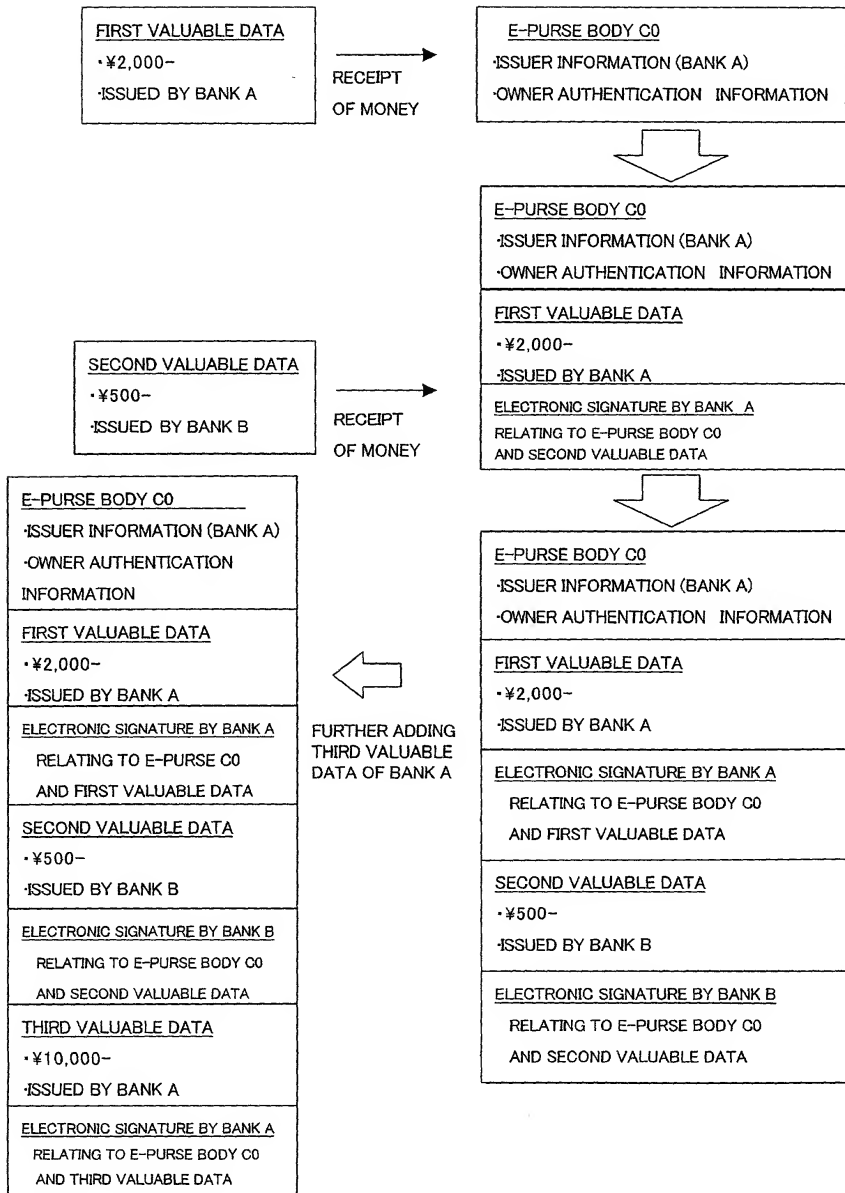 FIRST VALUABLE DATA
·¥2,000-
·ISSUED BY BANK A
RECEIPT
OF MONEY
E-PURSE BODY C0
·ISSUER INFORMATION (BANK A)
·OWNER AUTHENTICATION INFORMATION
E-PURSE BODY C0
·ISSUER INFORMATION (BANK A)
·OWNER AUTHENTICATION INFORMATION
FIRST VALUABLE DATA
·¥2,000-
·ISSUED BY BANK A
ELECTRONIC SIGNATURE BY BANK A
RELATING TO E-PURSE BODY C0
AND SECOND VALUABLE DATA
SECOND VALUABLE DATA
·¥500-
·ISSUED BY BANK B
RECEIPT
OF MONEY
E-PURSE BODY C0
·ISSUER INFORMATION (BANK A)
·OWNER AUTHENTICATION INFORMATION
FIRST VALUABLE DATA
·¥2,000-
·ISSUED BY BANK A
ELECTRONIC SIGNATURE BY BANK A
RELATING TO E-PURSE BODY C0
AND FIRST VALUABLE DATA
SECOND VALUABLE DATA
·¥500-
·ISSUED BY BANK B
ELECTRONIC SIGNATURE BY BANK B
RELATING TO E-PURSE BODY C0
AND SECOND VALUABLE DATA
FURTHER ADDING
THIRD VALUABLE
DATA OF BANK A
E-PURSE BODY C0
·ISSUER INFORMATION (BANK A)
·OWNER AUTHENTICATION
INFORMATION
FIRST VALUABLE DATA
·¥2,000-
·ISSUED BY BANK A
ELECTRONIC SIGNATURE BY BANK A
RELATING TO E-PURSE C0
AND FIRST VALUABLE DATA
SECOND VALUABLE DATA
·¥500-
·ISSUED BY BANK B
ELECTRONIC SIGNATURE BY BANK B
RELATING TO E-PURSE BODY C0
AND SECOND VALUABLE DATA
THIRD VALUABLE DATA
·¥10,000-
·ISSUED BY BANK A
ELECTRONIC SIGNATURE BY BANK A
RELATING TO E-PURSE BODY C0
AND THIRD VALUABLE DATA